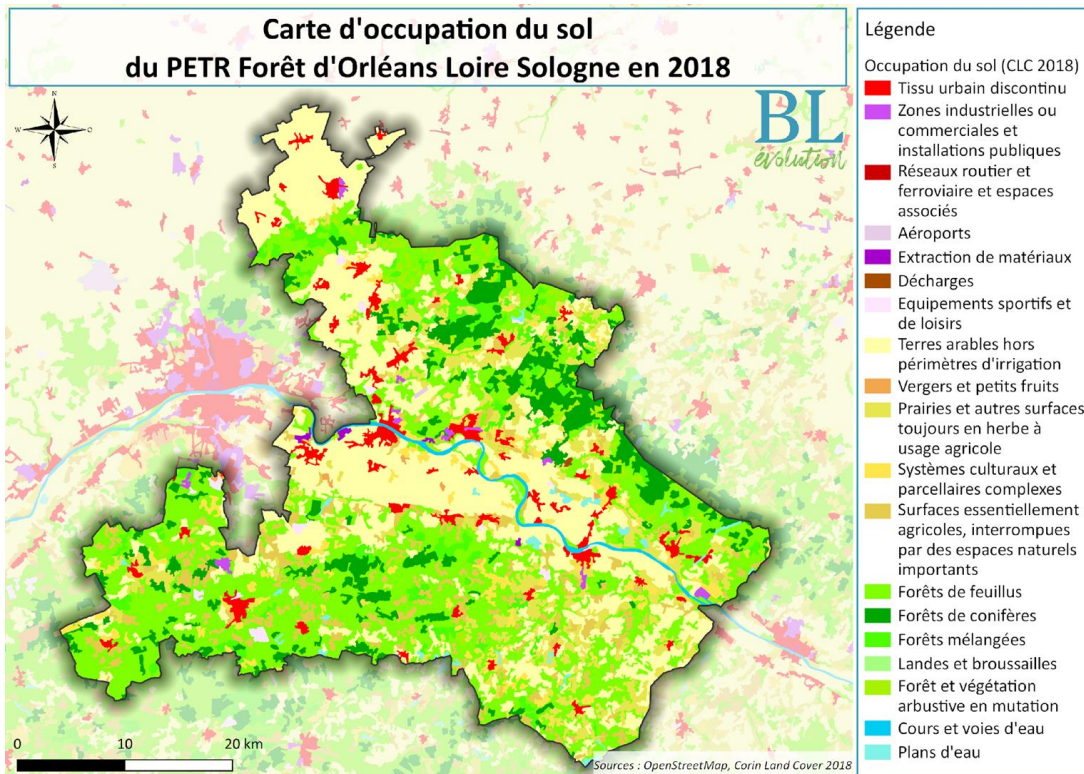 Carte d'occupation du sol
du PETR Forêt d'Orléans Loire Sologne en 2018
N
W
O
S
BL
évolution
0
10
20 km
Sources : OpenStreetMap, Corin Land Cover 2018
Légende
Occupation du sol (CLC 2018)
Tissu urbain discontinu
Zones industrielles ou
commerciales et
installations publiques
Réseaux routier et
ferroviaire et espaces
associés
Aéroports
Extraction de matériaux
Décharges
Equipements sportifs et
de loisirs
Terres arables hors
périmètres d'irrigation
Vergers et petits fruits
Prairies et autres surfaces
toujours en herbe à
usage agricole
Systèmes culturaux et
parcellaires complexes
Surfaces essentiellement
agricoles, interrompues
par des espaces naturels
importants
Forêts de feuillus
Forêts de conifères
Forêts mélangées
Landes et broussailles
Forêt et végétation
arbustive en mutation
Cours et voies d'eau
Plans d'eau